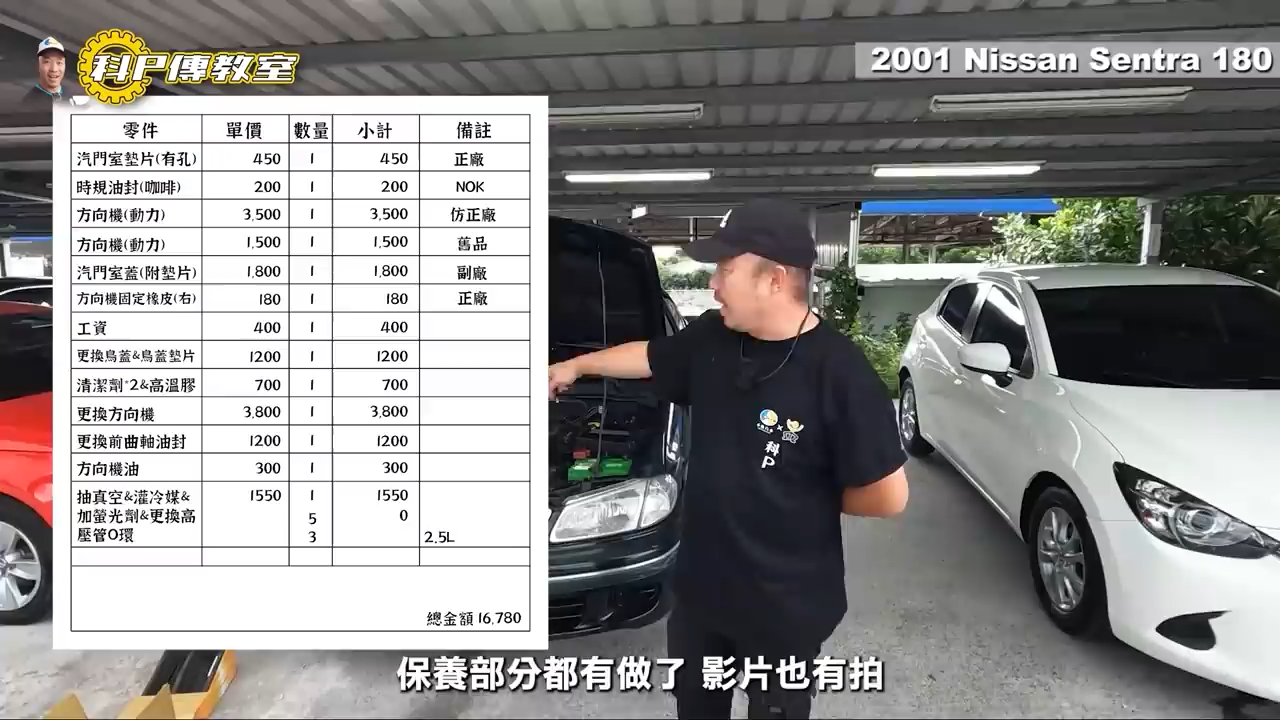 科P傳教室
2001 Nissan Sentra 180
零件 單價 數量 小計 備註
汽門室墊片(有孔) 450 1 450 正廠
時規油封(咖啡) 200 1 200 NOK
方向機(動力) 3,500 1 3,500 仿正廠
方向機(動力) 1,500 1 1,500 舊品
汽門室蓋(附墊片) 1,800 1 1,800 副廠
方向機固定橡皮(右) 180 1 180 正廠
工資 400 1 400
更換鳥蓋&鳥蓋墊片 1200 1 1200
清潔劑*2&高溫膠 700 1 700
更換方向機 3,800 1 3,800
更換前曲軸油封 1200 1 1200
方向機油 300 1 300
抽真空&灌冷媒& 1550 1 1550
加螢光劑&更換高 5 0
壓管O環 3 2.5L
總金額 16,780
科P
保養部分都有做了 影片也有拍